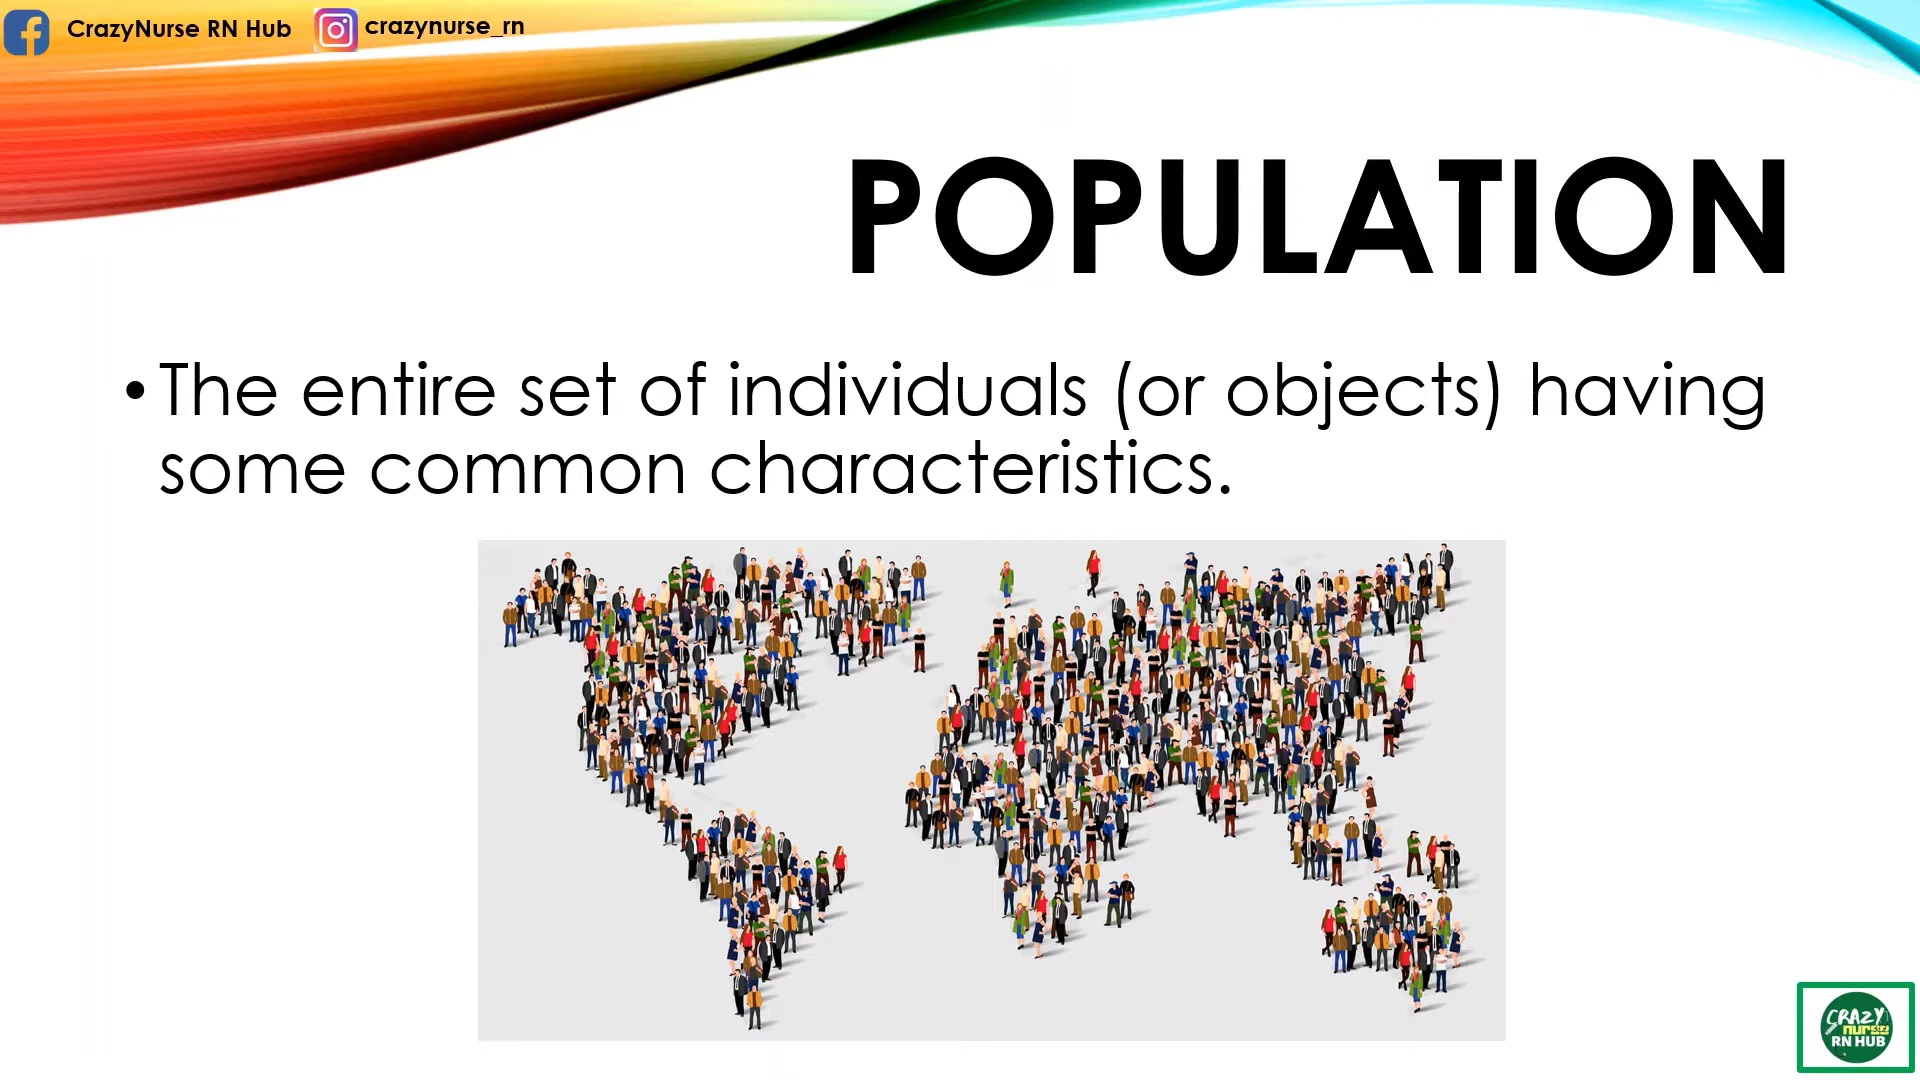 CrazyNurse RN Hub crazynurse_rn
POPULATION
• The entire set of individuals (or objects) having
some common characteristics.
CRAZY
nurse
RN HUB